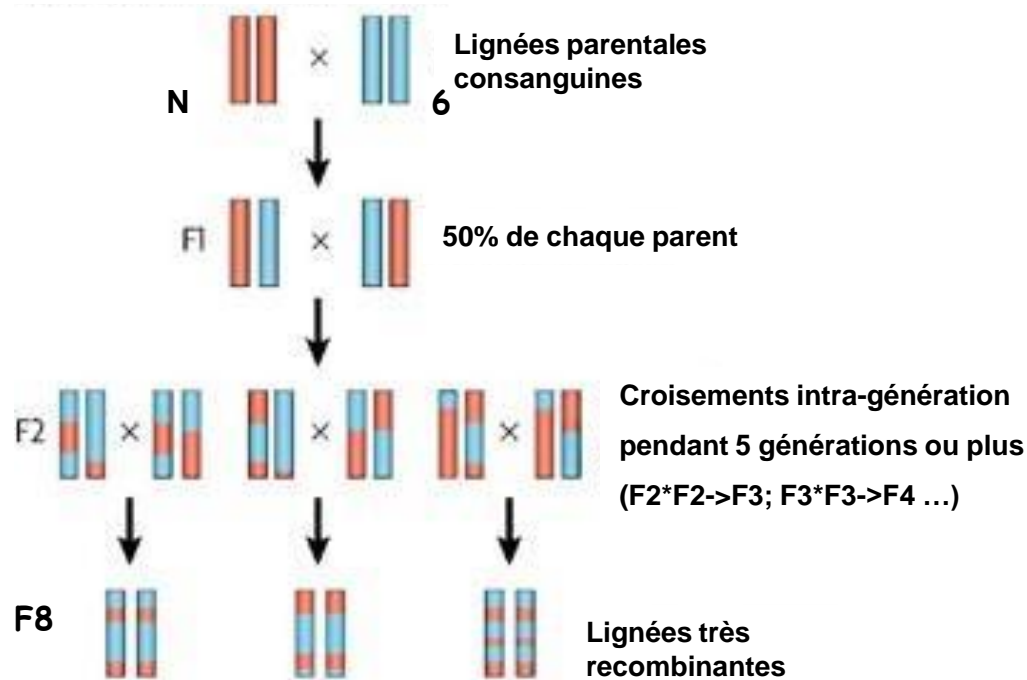 Lignées parentales
consanguines
N
6
×
F1
×
50% de chaque parent
F2
×
×
×
Croisements intra-génération
pendant 5 générations ou plus
(F2*F2->F3; F3*F3->F4 …)
F8
Lignées très
recombinantes